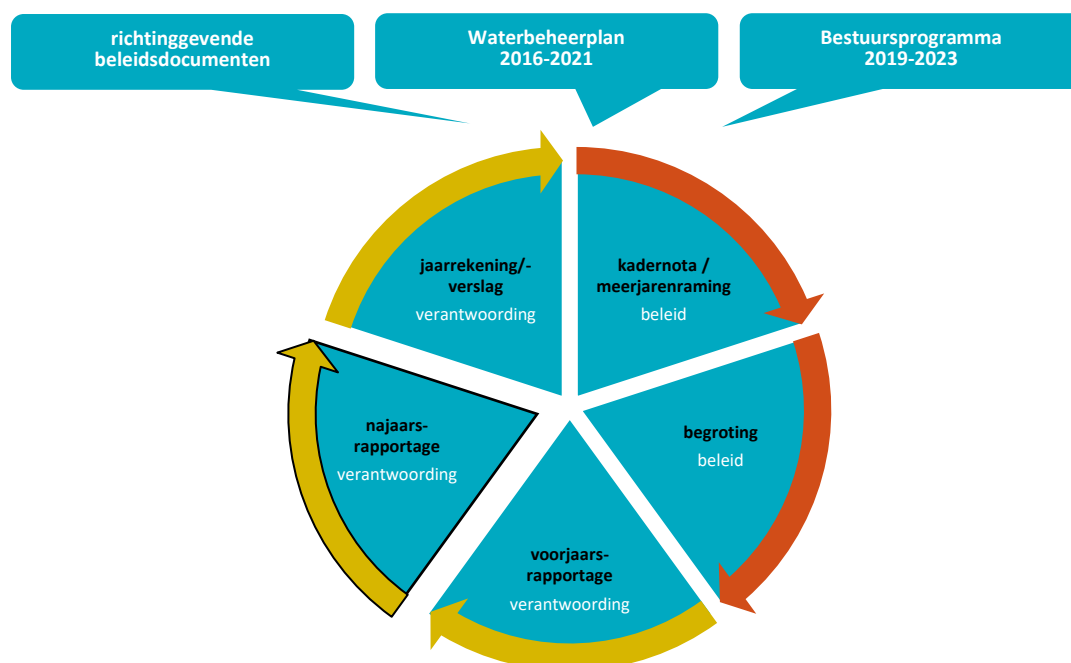 richtinggevende
beleidsdocumenten
Waterbeheerplan
2016-2021
Bestuursprogramma
2019-2023
jaarrekening/-
verslag
verantwoording
kadernota /
meerjarenraming
beleid
najaars-
rapportage
verantwoording
begroting
beleid
voorjaars-
rapportage
verantwoording